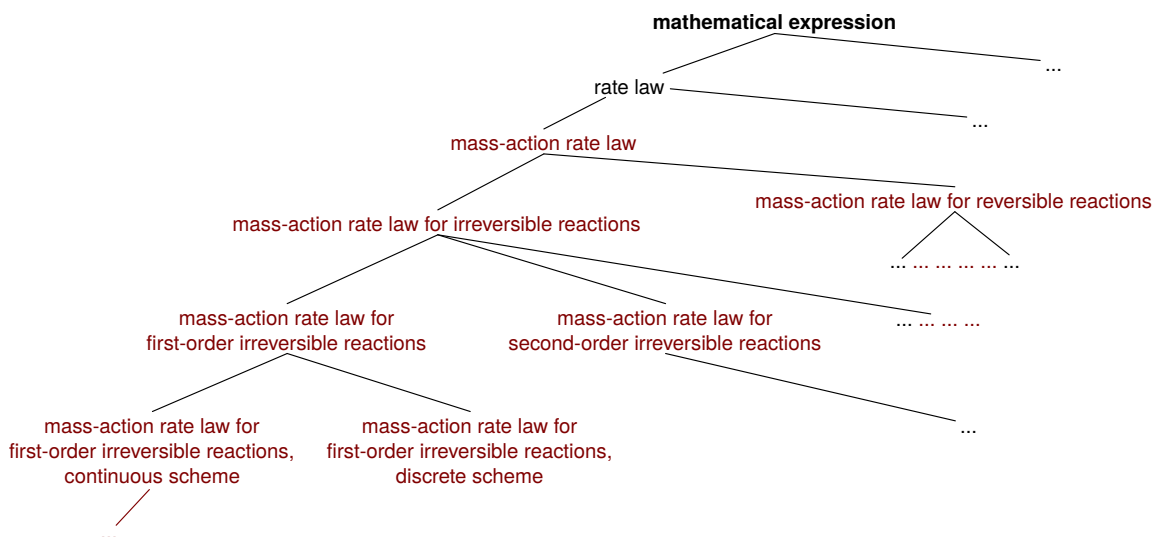 mathematical expression
...
rate law
...
mass-action rate law
mass-action rate law for reversible reactions
mass-action rate law for irreversible reactions
... ... ... ... ... ...
mass-action rate law for
first-order irreversible reactions
mass-action rate law for
second-order irreversible reactions
... ... ... ...
mass-action rate law for
first-order irreversible reactions,
continuous scheme
mass-action rate law for
first-order irreversible reactions,
discrete scheme
...
...